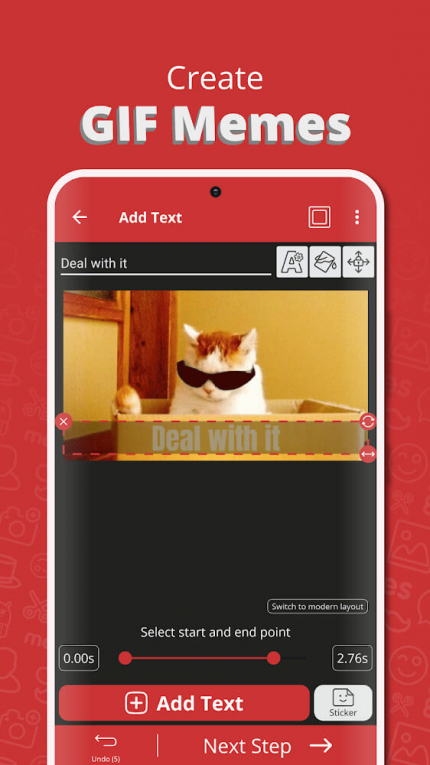 Create
GIF Memes
Add Text
Deal with it
Deal with it
Switch to modern layout
Select start and end point
0.00s
2.76s
Add Text
Sticker
Undo (5)
Next Step